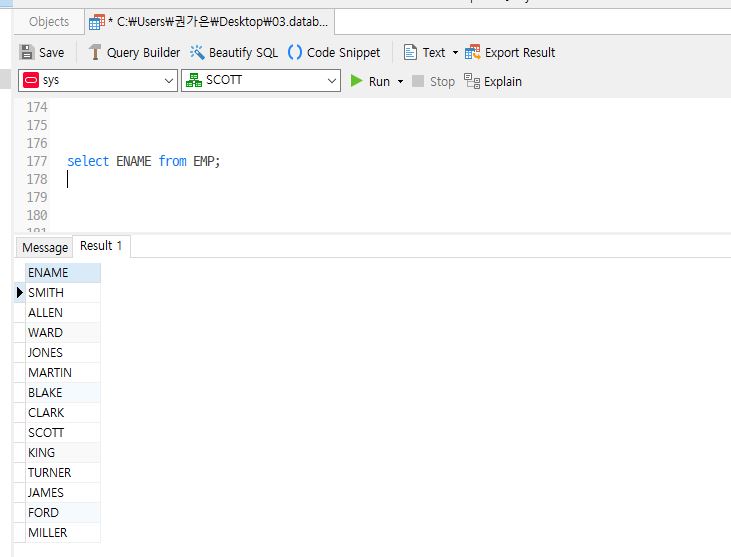 Objects * C:\Users\권가은\Desktop\03.datab...
Save Query Builder Beautify SQL Code Snippet Text Export Result
sys SCOTT Run Stop Explain
174
175
176
177 select ENAME from EMP;
178
179
180
Message Result 1
ENAME
SMITH
ALLEN
WARD
JONES
MARTIN
BLAKE
CLARK
SCOTT
KING
TURNER
JAMES
FORD
MILLER